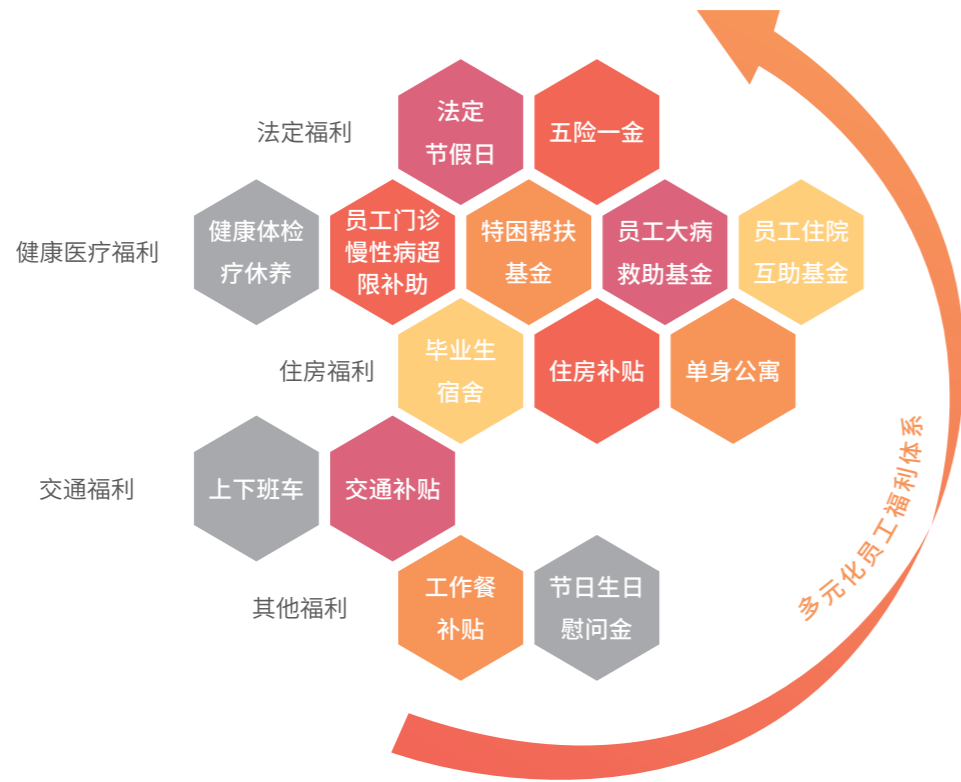 法定福利
法定
节假日
五险一金
健康医疗福利
健康体检
疗休养
员工门诊
慢性病超
限补助
特困帮扶
基金
员工大病
救助基金
员工住院
互助基金
住房福利
毕业生
宿舍
住房补贴
单身公寓
交通福利
上下班车
交通补贴
其他福利
工作餐
补贴
节日生日
慰问金
多元化员工福利体系